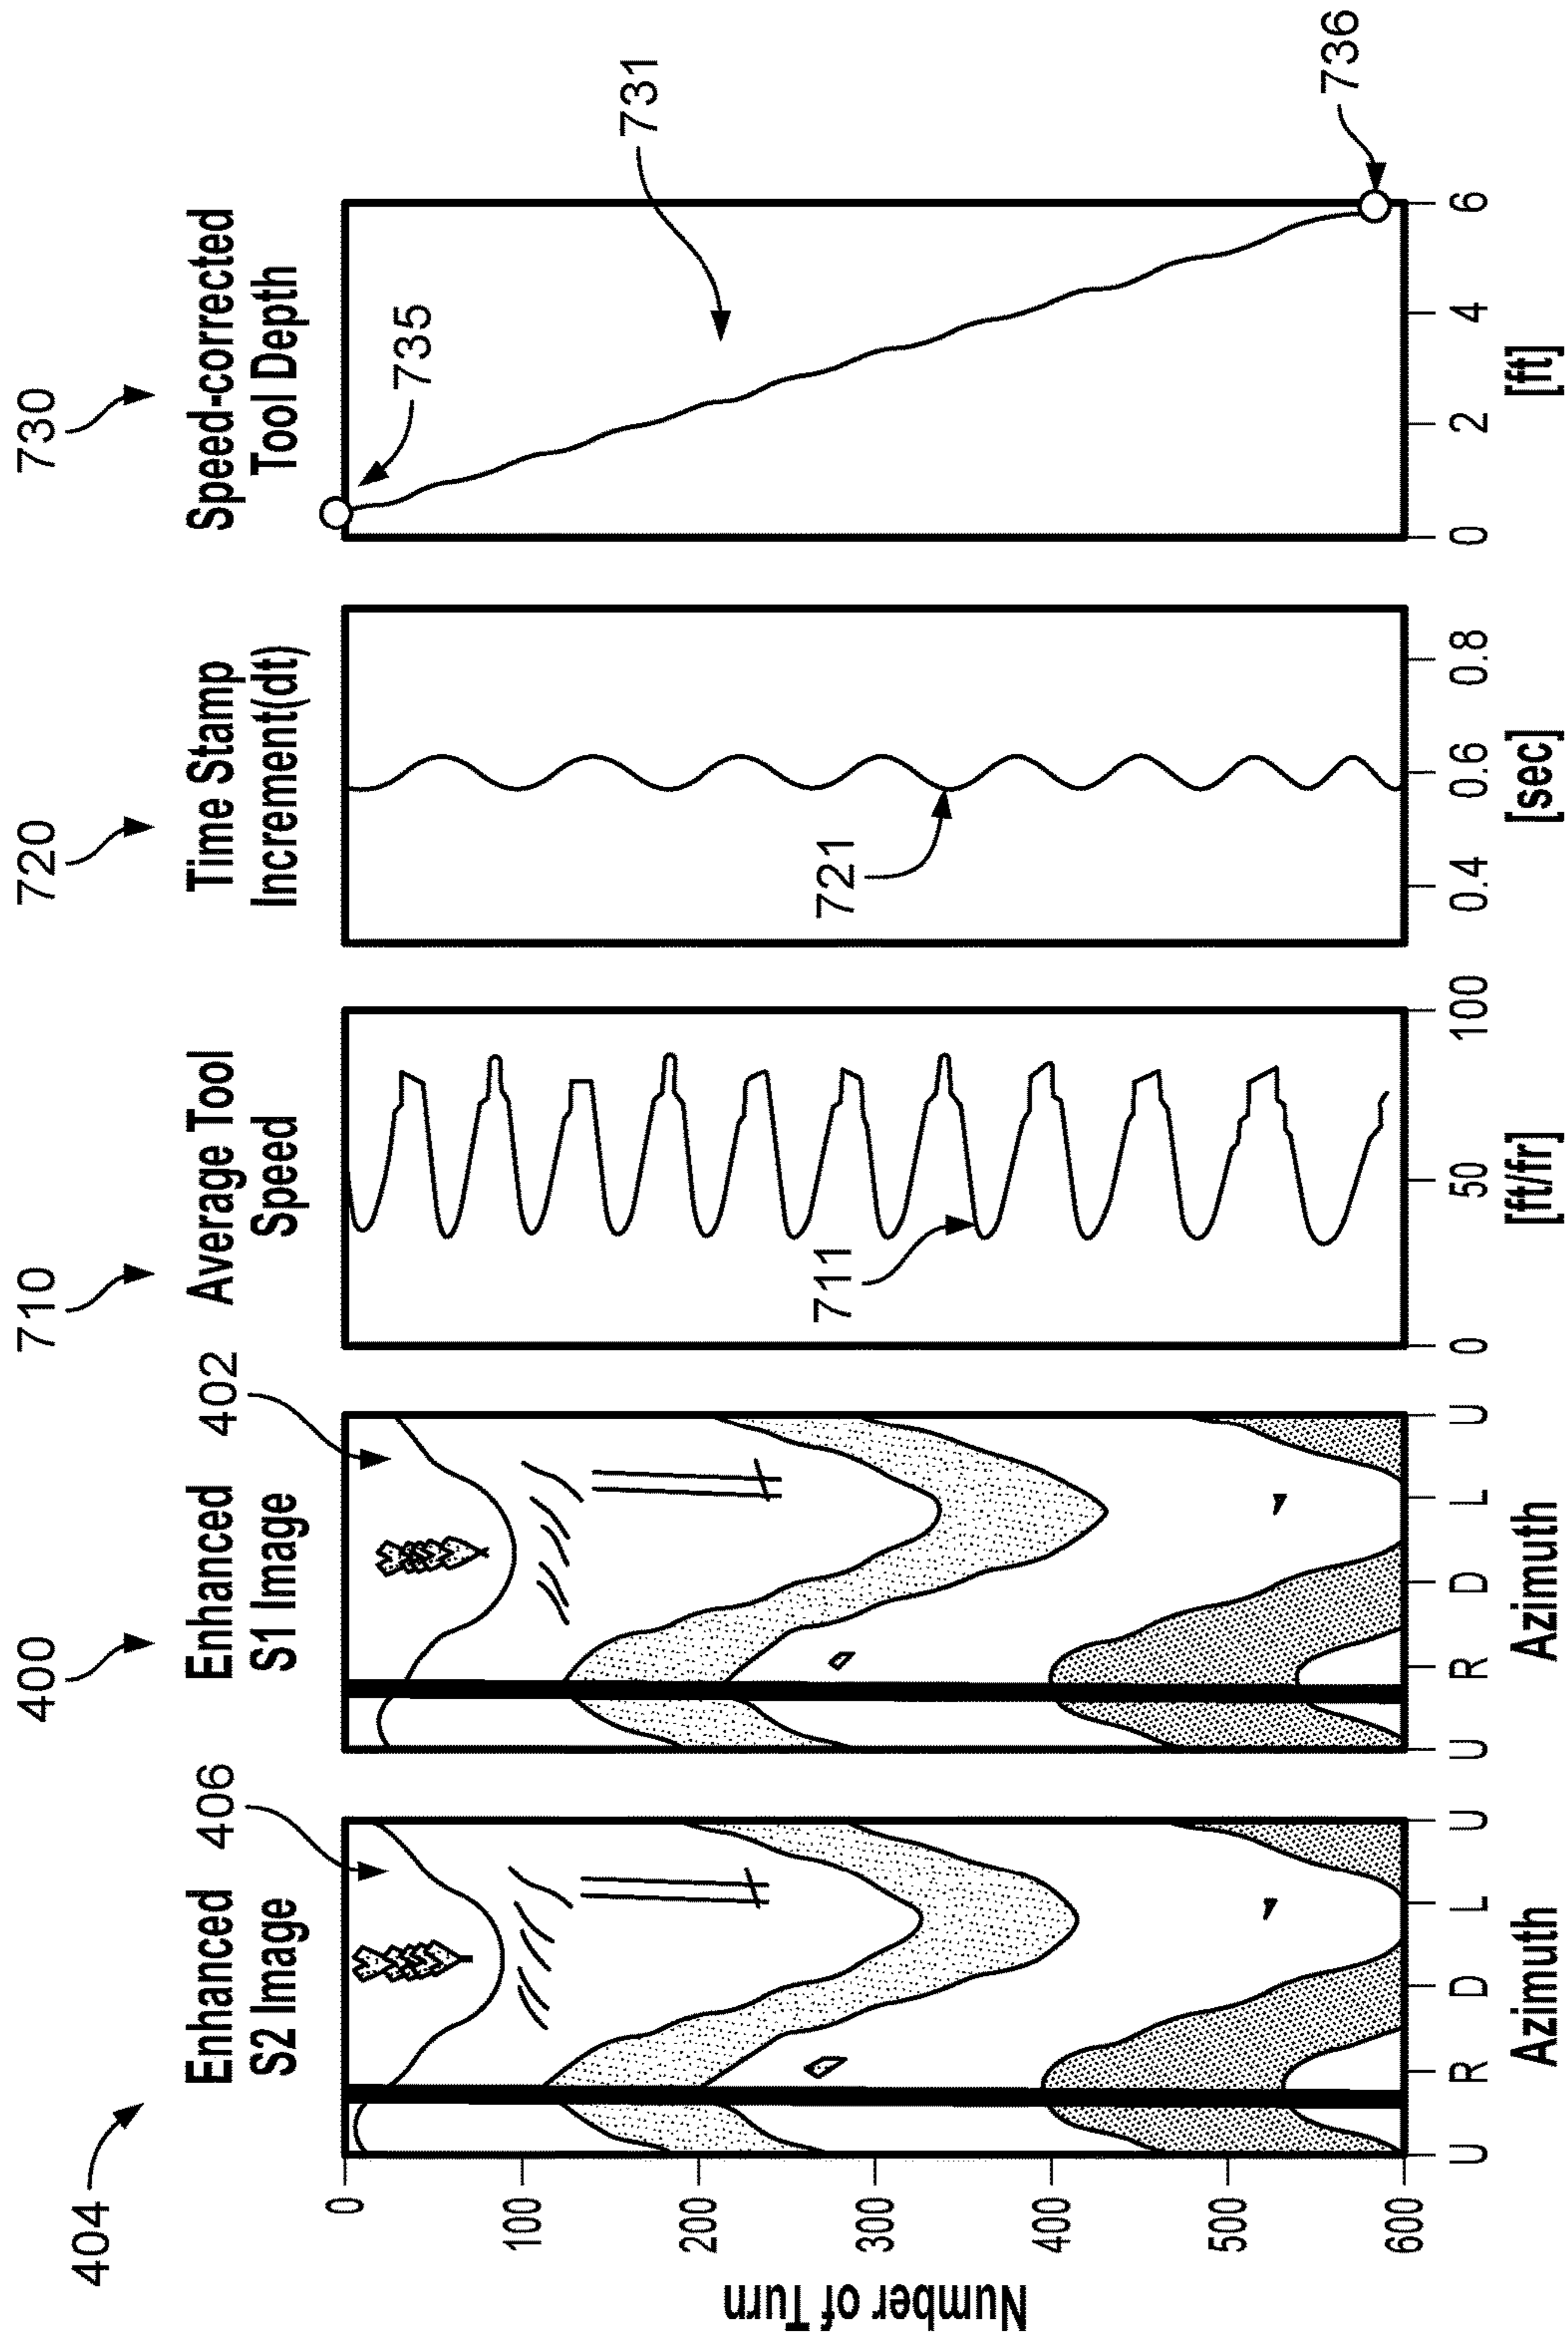 404
Enhanced
S2 Image
406
400
Enhanced
S1 Image
402
710
Average Tool
Speed
720
Time Stamp
Increment(dt)
730
Speed-corrected
Tool Depth
Number of Turn
0
100
200
300
400
500
600
711
721
731
735
736
U R D L U
Azimuth
U R D L U
Azimuth
0 50 100
[ft/fr]
0.4 0.6 0.8
[sec]
0 2 4 6
[ft]